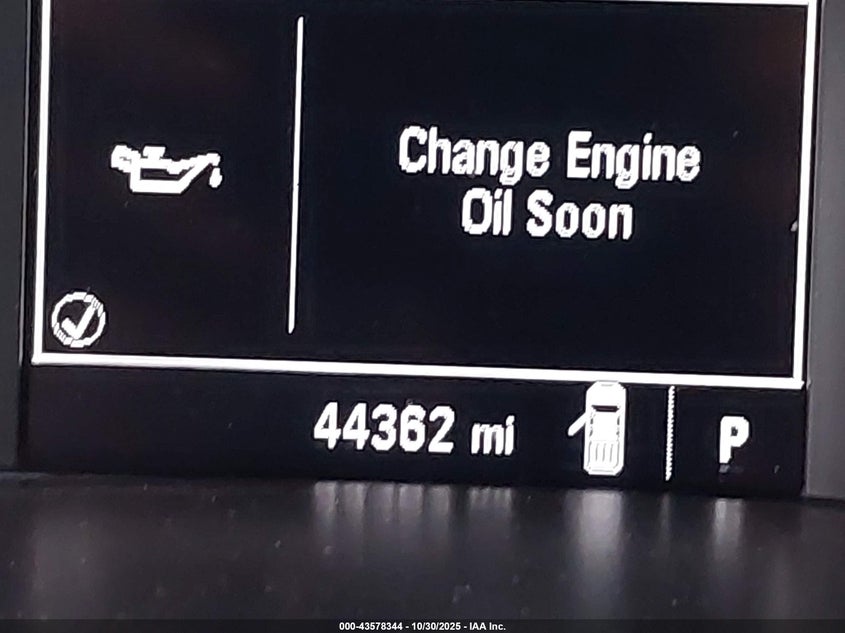 Change Engine
Oil Soon
44362 mi
P
000-43578344 - 10/30/2025 - IAA Inc.